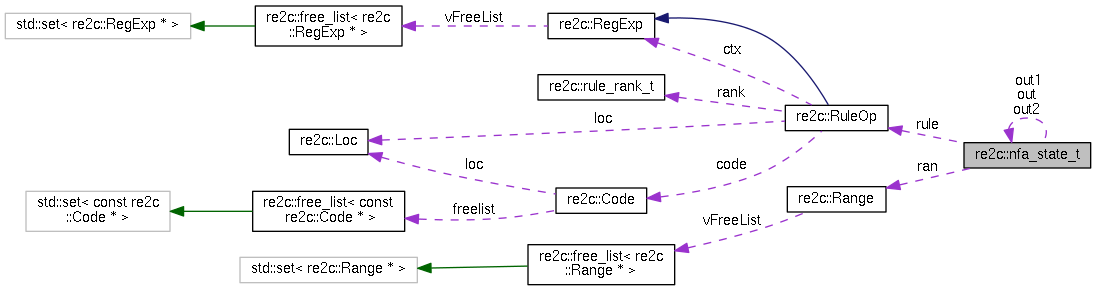 std::set< re2c::RegExp * >
re2c::free_list< re2c
::RegExp * >
vFreeList
re2c::RegExp
ctx
re2c::rule_rank_t
rank
out1
out
out2
re2c::RuleOp
loc
rule
re2c::Loc
re2c::nfa_state_t
loc
code
ran
std::set< const re2c
::Code * >
re2c::free_list< const
re2c::Code * >
freelist
re2c::Code
re2c::Range
vFreeList
std::set< re2c::Range * >
re2c::free_list< re2c
::Range * >